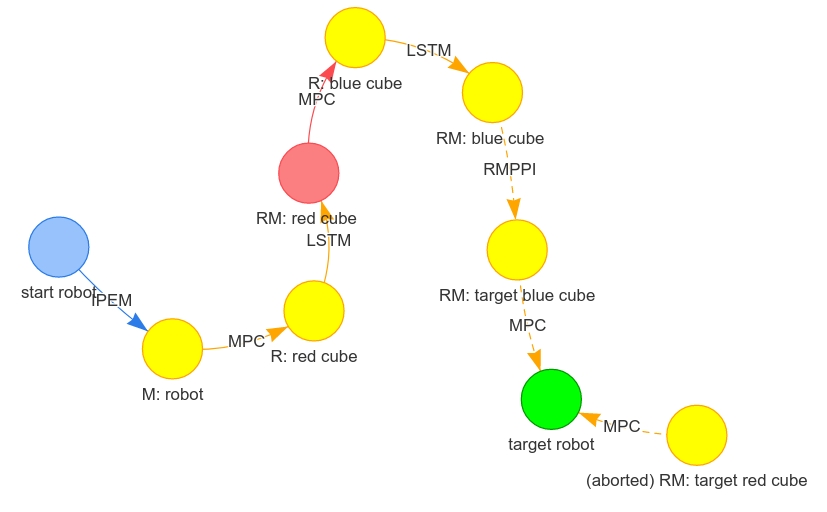 R: blue cube
LSTM
MPC
RM: blue cube
RMPPI
RM: red cube
LSTM
start robot
IPEM
RM: target blue cube
MPC
MPC
R: red cube
M: robot
target robot
MPC
(aborted) RM: target red cube